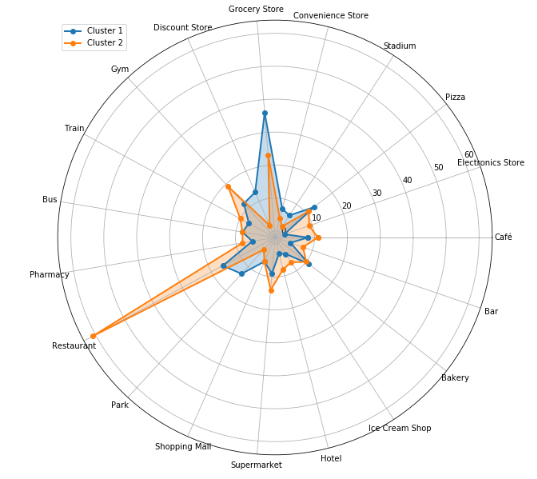 Grocery Store
Convenience Store
Cluster 1
Cluster 2
Discount Store
Stadium
Gym
Pizza
Train
60
50
40
30
20
10
Electronics Store
Bus
Café
Pharmacy
Bar
Restaurant
Bakery
Park
Ice Cream Shop
Shopping Mall
Hotel
Supermarket